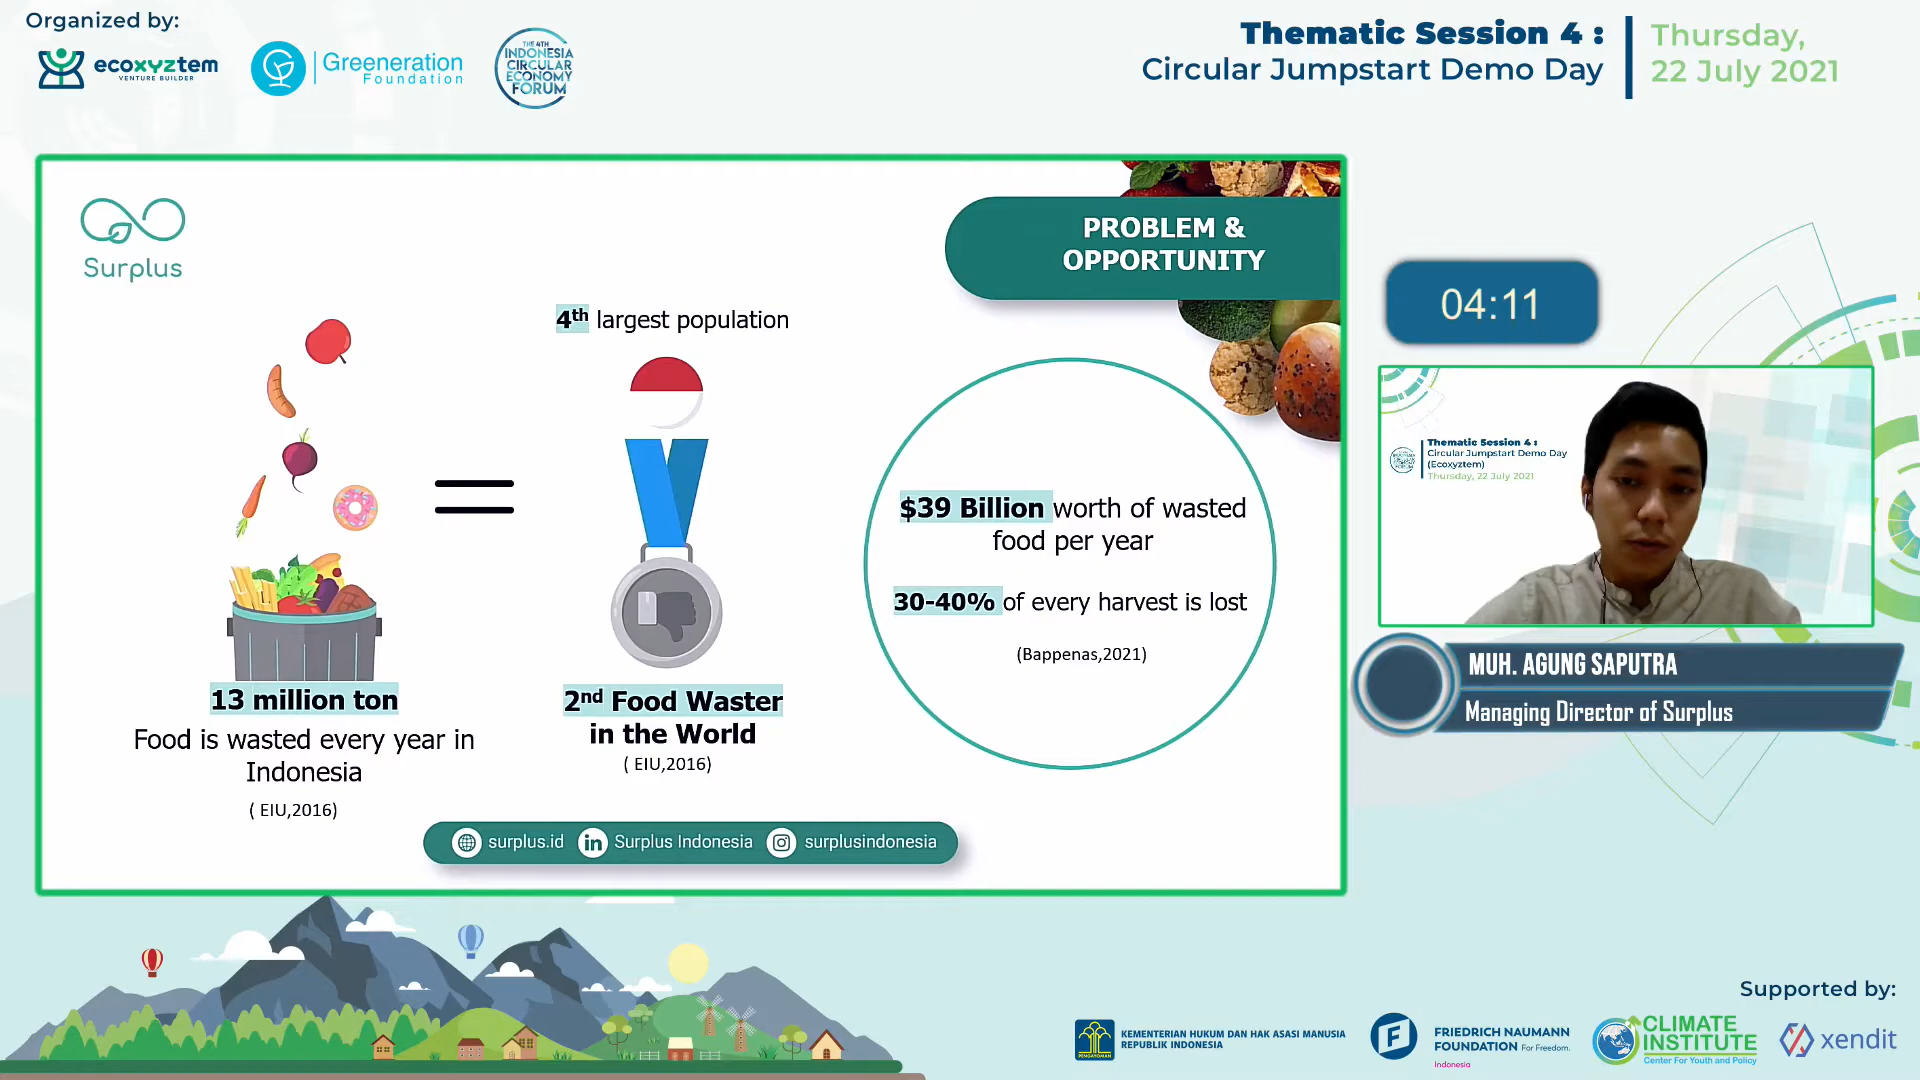 Organized by:
ecoxyztem
VENTURE BUILDER
Greeneration
Foundation
THE 4TH
INDONESIA
CIRCULAR
ECONOMY
FORUM
Thematic Session 4 :
Circular Jumpstart Demo Day
Thursday,
22 July 2021
Surplus
PROBLEM &
OPPORTUNITY
4th largest population
13 million ton
Food is wasted every year in
Indonesia
( EIU,2016)
2nd Food Waster
in the World
( EIU,2016)
$39 Billion worth of wasted
food per year
30-40% of every harvest is lost
(Bappenas,2021)
surplus.id
Surplus Indonesia
surplusindonesia
04:11
Thematic Session 4 :
Circular Jumpstart Demo Day
(Ecoxyztem)
Thursday, 22 July 2021
MUH. AGUNG SAPUTRA
Managing Director of Surplus
Supported by:
PENGAYOMAN
KEMENTERIAN HUKUM DAN HAK ASASI MANUSIA
REPUBLIK INDONESIA
FRIEDRICH NAUMANN
FOUNDATION For Freedom.
Indonesia
CLIMATE
INSTITUTE
Center For Youth and Policy
xendit